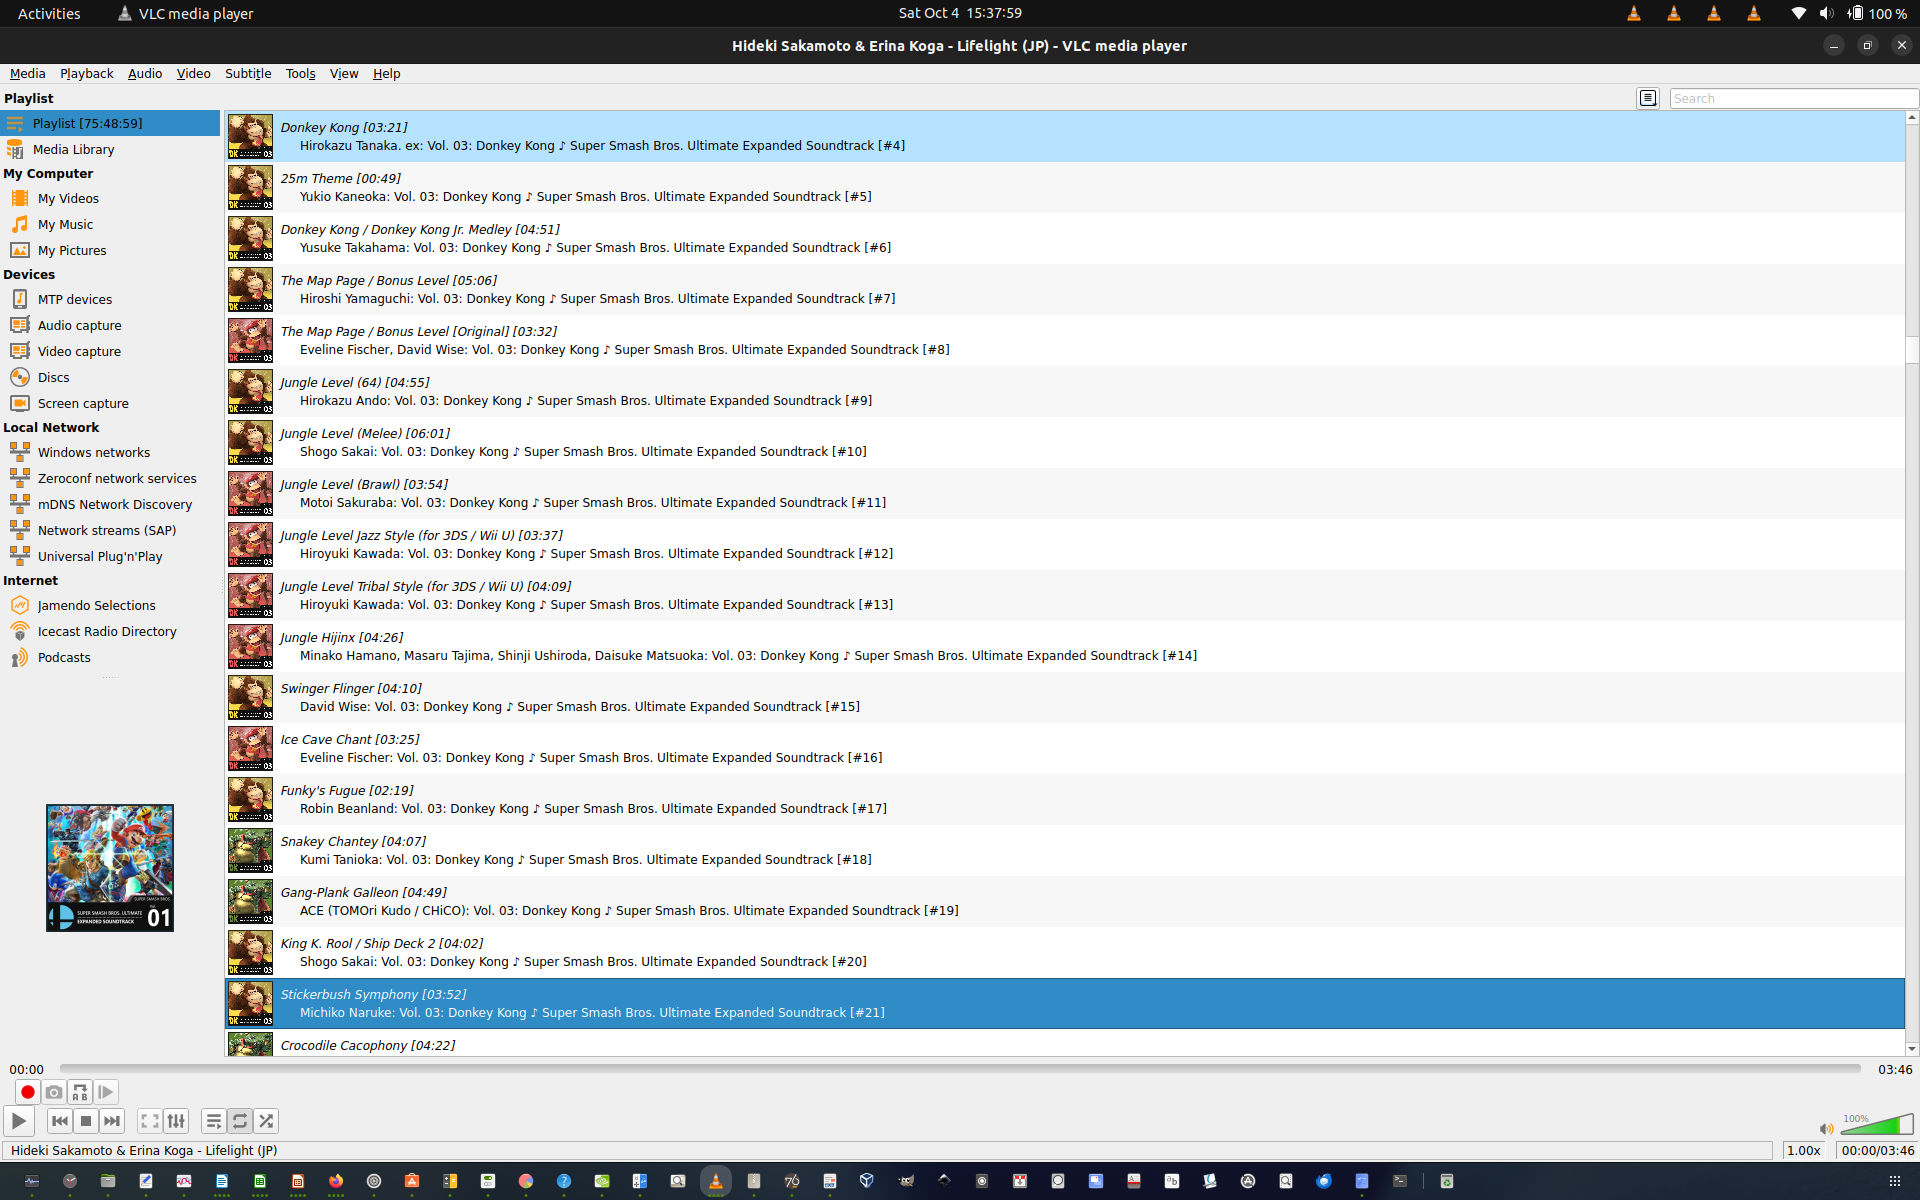 Activities
VLC media player
Sat Oct 4 15:37:59
100 %
Hideki Sakamoto & Erina Koga - Lifelight (JP) - VLC media player
Media Playback Audio Video Subtitle Tools View Help
Playlist
Search
Playlist [75:48:59]
Media Library
My Computer
My Videos
My Music
My Pictures
Devices
MTP devices
Audio capture
Video capture
Discs
Screen capture
Local Network
Windows networks
Zeroconf network services
mDNS Network Discovery
Network streams (SAP)
Universal Plug'n'Play
Internet
Jamendo Selections
Icecast Radio Directory
Podcasts
SUPER SMASH BROS. ULTIMATE
EXPANDED SOUNDTRACK
01
Donkey Kong [03:21]
Hirokazu Tanaka. ex: Vol. 03: Donkey Kong ♪ Super Smash Bros. Ultimate Expanded Soundtrack [#4]
25m Theme [00:49]
Yukio Kaneoka: Vol. 03: Donkey Kong ♪ Super Smash Bros. Ultimate Expanded Soundtrack [#5]
Donkey Kong / Donkey Kong Jr. Medley [04:51]
Yusuke Takahama: Vol. 03: Donkey Kong ♪ Super Smash Bros. Ultimate Expanded Soundtrack [#6]
The Map Page / Bonus Level [05:06]
Hiroshi Yamaguchi: Vol. 03: Donkey Kong ♪ Super Smash Bros. Ultimate Expanded Soundtrack [#7]
The Map Page / Bonus Level [Original] [03:32]
Eveline Fischer, David Wise: Vol. 03: Donkey Kong ♪ Super Smash Bros. Ultimate Expanded Soundtrack [#8]
Jungle Level (64) [04:55]
Hirokazu Ando: Vol. 03: Donkey Kong ♪ Super Smash Bros. Ultimate Expanded Soundtrack [#9]
Jungle Level (Melee) [06:01]
Shogo Sakai: Vol. 03: Donkey Kong ♪ Super Smash Bros. Ultimate Expanded Soundtrack [#10]
Jungle Level (Brawl) [03:54]
Motoi Sakuraba: Vol. 03: Donkey Kong ♪ Super Smash Bros. Ultimate Expanded Soundtrack [#11]
Jungle Level Jazz Style (for 3DS / Wii U) [03:37]
Hiroyuki Kawada: Vol. 03: Donkey Kong ♪ Super Smash Bros. Ultimate Expanded Soundtrack [#12]
Jungle Level Tribal Style (for 3DS / Wii U) [04:09]
Hiroyuki Kawada: Vol. 03: Donkey Kong ♪ Super Smash Bros. Ultimate Expanded Soundtrack [#13]
Jungle Hijinx [04:26]
Minako Hamano, Masaru Tajima, Shinji Ushiroda, Daisuke Matsuoka: Vol. 03: Donkey Kong ♪ Super Smash Bros. Ultimate Expanded Soundtrack [#14]
Swinger Flinger [04:10]
David Wise: Vol. 03: Donkey Kong ♪ Super Smash Bros. Ultimate Expanded Soundtrack [#15]
Ice Cave Chant [03:25]
Eveline Fischer: Vol. 03: Donkey Kong ♪ Super Smash Bros. Ultimate Expanded Soundtrack [#16]
Funky's Fugue [02:19]
Robin Beanland: Vol. 03: Donkey Kong ♪ Super Smash Bros. Ultimate Expanded Soundtrack [#17]
Snakey Chantey [04:07]
Kumi Tanioka: Vol. 03: Donkey Kong ♪ Super Smash Bros. Ultimate Expanded Soundtrack [#18]
Gang-Plank Galleon [04:49]
ACE (TOMOri Kudo / CHiCO): Vol. 03: Donkey Kong ♪ Super Smash Bros. Ultimate Expanded Soundtrack [#19]
King K. Rool / Ship Deck 2 [04:02]
Shogo Sakai: Vol. 03: Donkey Kong ♪ Super Smash Bros. Ultimate Expanded Soundtrack [#20]
Stickerbush Symphony [03:52]
Michiko Naruke: Vol. 03: Donkey Kong ♪ Super Smash Bros. Ultimate Expanded Soundtrack [#21]
Crocodile Cacophony [04:22]
00:00
03:46
100%
Hideki Sakamoto & Erina Koga - Lifelight (JP)
1.00x
00:00/03:46